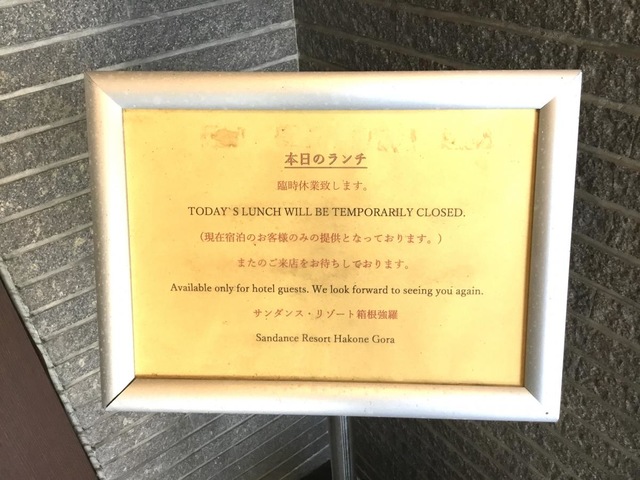 本日のランチ
臨時休業致します。
TODAY`S LUNCH WILL BE TEMPORARILY CLOSED.
（現在宿泊のお客様のみの提供となっております。）
またのご来店をお待ちしております。
Available only for hotel guests. We look forward to seeing you again.
サンダンス・リゾート箱根強羅
Sandance Resort Hakone Gora